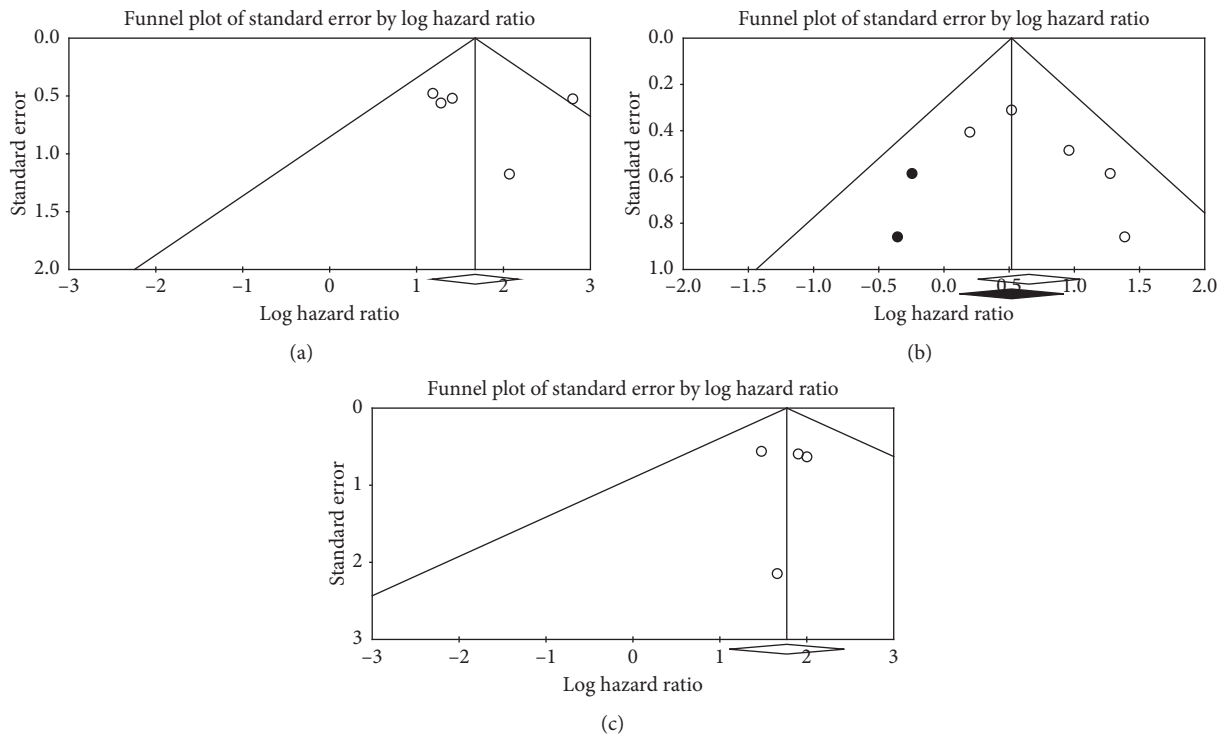 Funnel plot of standard error by log hazard ratio
0.0
0.5
1.0
1.5
2.0
Standard error
–3 –2 –1 0 1 2 3
Log hazard ratio
(a)
Funnel plot of standard error by log hazard ratio
0.0
0.2
0.4
0.6
0.8
1.0
Standard error
–2.0 –1.5 –1.0 –0.5 0.0 0.5 1.0 1.5 2.0
Log hazard ratio
(b)
Funnel plot of standard error by log hazard ratio
0
1
2
3
Standard error
–3 –2 –1 0 1 2 3
Log hazard ratio
(c)